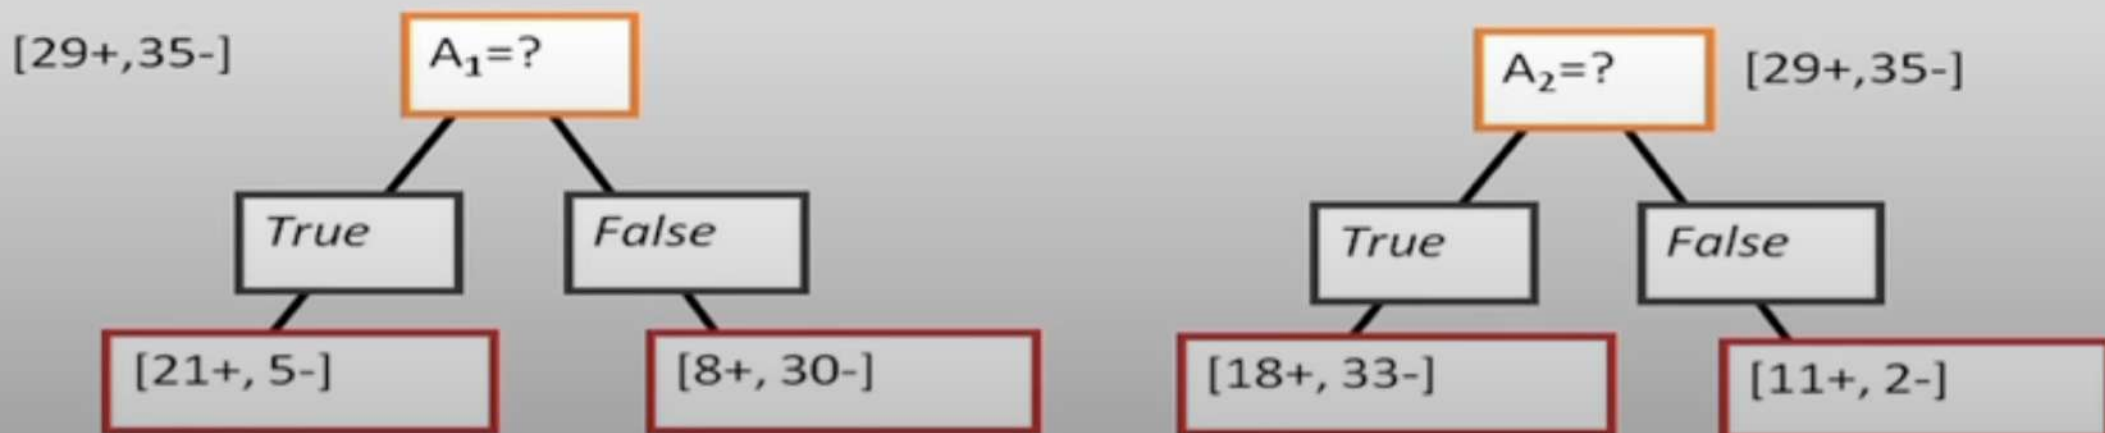 [29+,35-]
A₁=?
A₂=?
[29+,35-]
True
False
True
False
[21+, 5-]
[8+, 30-]
[18+, 33-]
[11+, 2-]